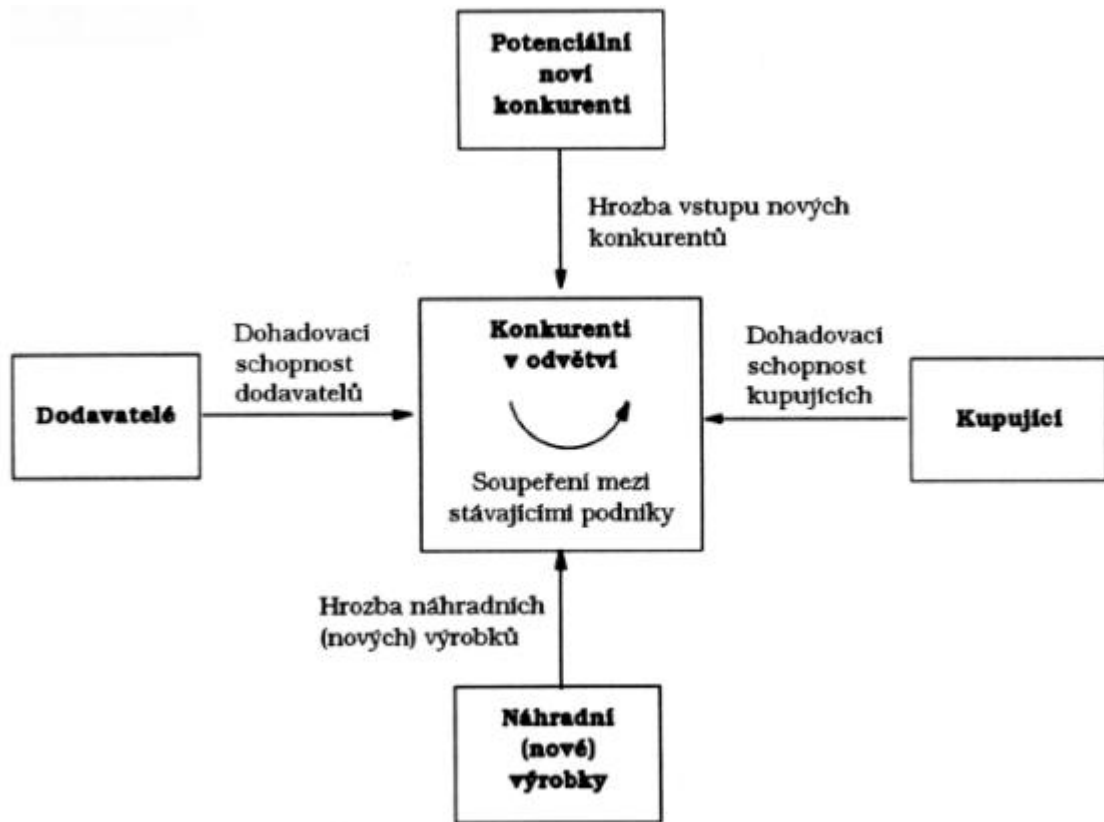 Potenciální
noví
konkurenti
Hrozba vstupu nových
konkurentů
Dohadovací
schopnost
dodavatelů
Dodavatelé
Konkurenti
v odvětví
Soupeření mezi
stávajícími podniky
Dohadovací
schopnost
kupujících
Kupující
Hrozba náhradních
(nových) výrobků
Náhradní
(nové)
výrobky